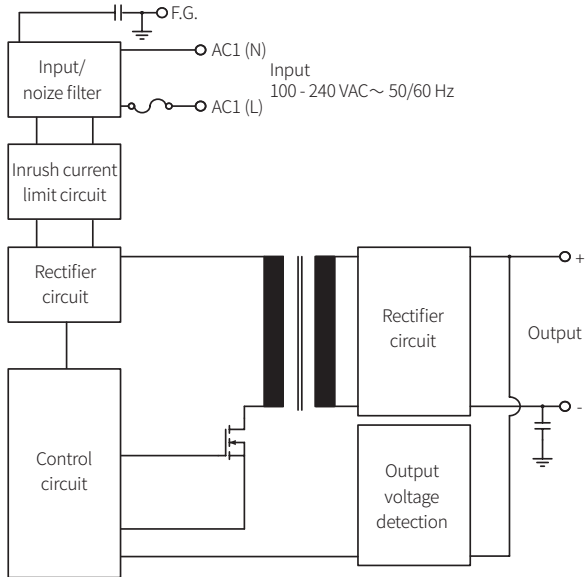 F.G.
AC1 (N)
Input/
noize filter
Input
100 - 240 VAC～ 50/60 Hz
AC1 (L)
Inrush current
limit circuit
Rectifier
circuit
Rectifier
circuit
+
Output
-
Control
circuit
Output
voltage
detection